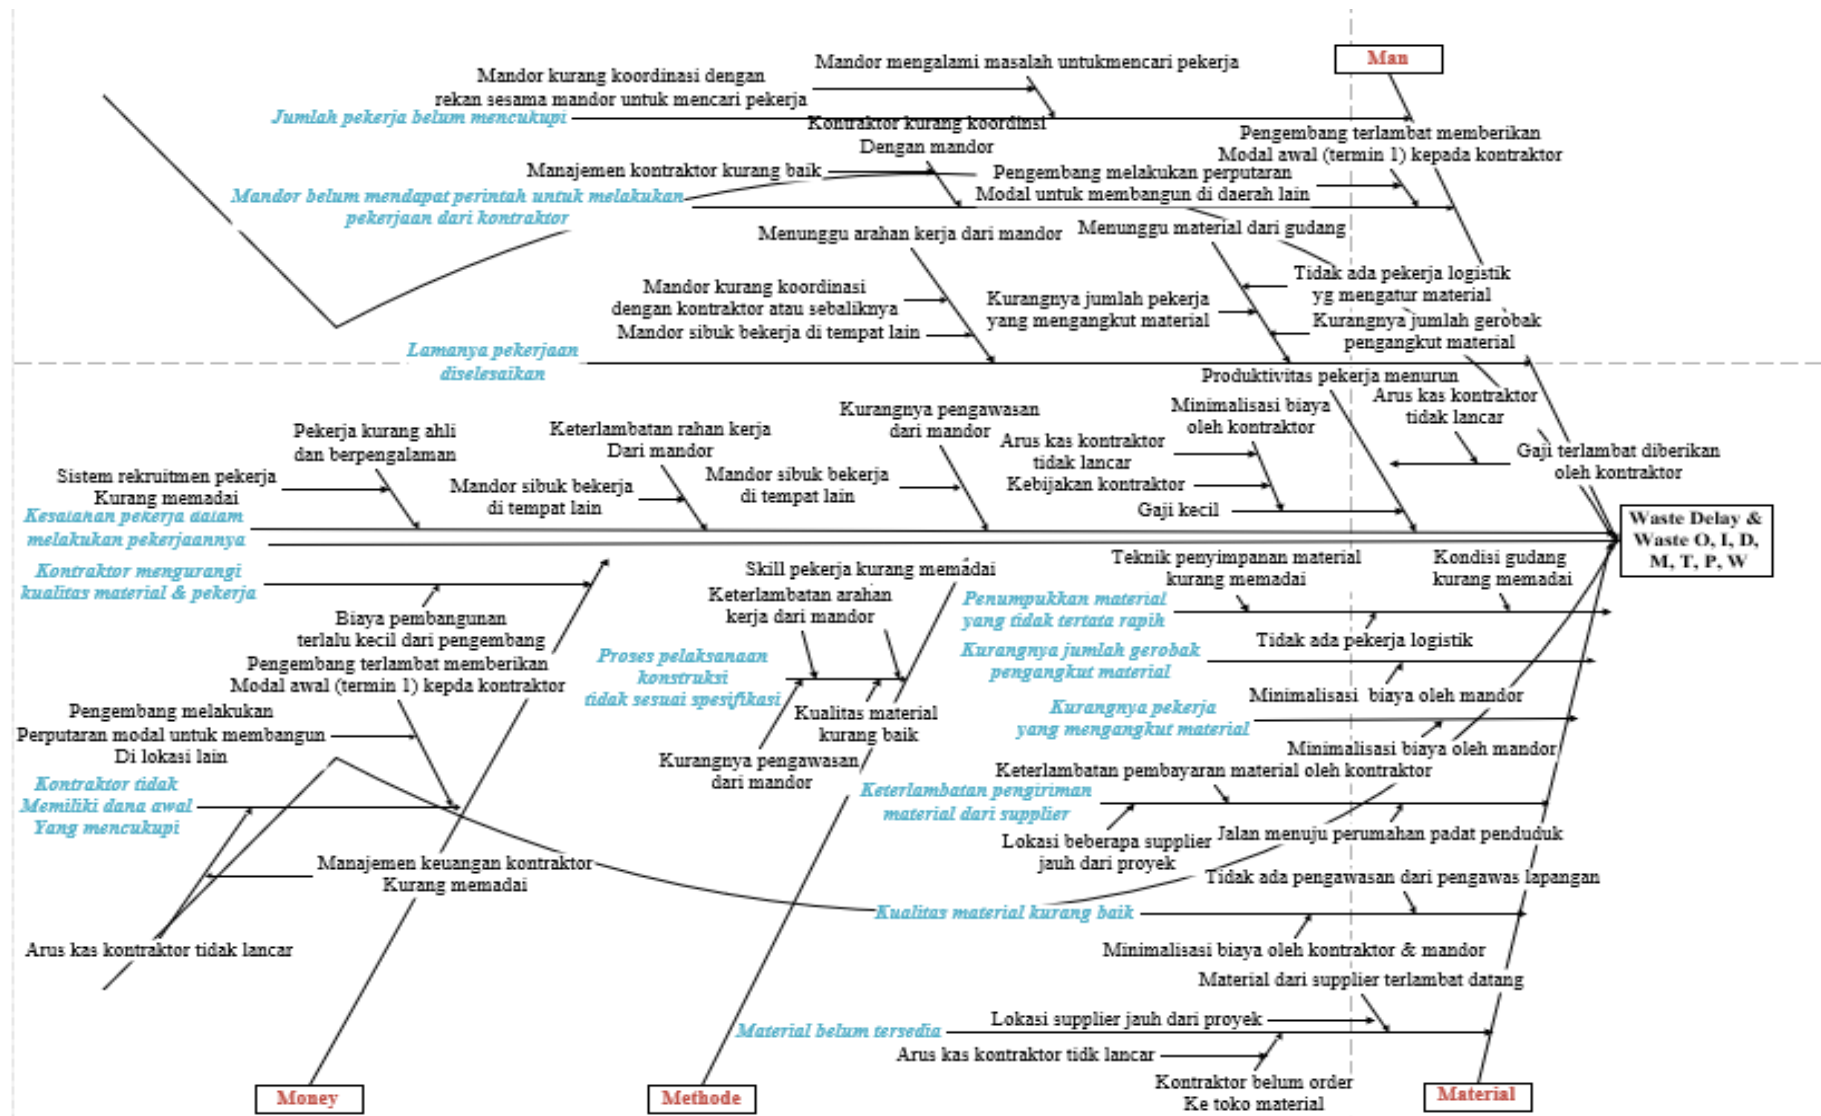 Man
Mandor mengalami masalah untukmencari pekerja
Mandor kurang koordinasi dengan
rekan sesama mandor untuk mencari pekerja
Jumlah pekerja belum mencukupi
Kontraktor kurang koordinsi
Dengan mandor
Manajemen kontraktor kurang baik
Pengembang terlambat memberikan
Modal awal (termin 1) kepada kontraktor
Pengembang melakukan perputaran
Modal untuk membangun di daerah lain
Mandor belum mendapat perintah untuk melakukan
pekerjaan dari kontraktor
Menunggu arahan kerja dari mandor
Menunggu material dari gudang
Mandor kurang koordinasi
dengan kontraktor atau sebaliknya
Mandor sibuk bekerja di tempat lain
Kurangnya jumlah pekerja
yang mengangkut material
Tidak ada pekerja logistik
yg mengatur material
Kurangnya jumlah gerobak
pengangkut material
Lamanya pekerjaan
diselesaikan
Produktivitas pekerja menurun
Arus kas kontraktor
tidak lancar
Gaji terlambat diberikan
oleh kontraktor
Minimalisasi biaya
oleh kontraktor
Arus kas kontraktor
tidak lancar
Kebijakan kontraktor
Gaji kecil
Kurangnya pengawasan
dari mandor
Mandor sibuk bekerja
di tempat lain
Keterlambatan rahan kerja
Dari mandor
Mandor sibuk bekerja
di tempat lain
Pekerja kurang ahli
dan berpengalaman
Sistem rekruitmen pekerja
Kurang memadai
Kesalahan pekerja dalam
melakukan pekerjaannya
Waste Delay &
Waste O, I, D,
M, T, P, W
Kontraktor mengurangi
kualitas material & pekerja
Biaya pembangunan
terlalu kecil dari pengembang
Pengembang terlambat memberikan
Modal awal (termin 1) kepda kontraktor
Pengembang melakukan
Perputaran modal untuk membangun
Di lokasi lain
Kontraktor tidak
Memiliki dana awal
Yang mencukupi
Manajemen keuangan kontraktor
Kurang memadai
Arus kas kontraktor tidak lancar
Money
Skill pekerja kurang memadai
Keterlambatan arahan
kerja dari mandor
Proses pelaksanaan
konstruksi
tidak sesuai spesifikasi
Kualitas material
kurang baik
Kurangnya pengawasan
dari mandor
Methode
Teknik penyimpanan material
kurang memadai
Kondisi gudang
kurang memadai
Penumpukkan material
yang tidak tertata rapih
Tidak ada pekerja logistik
Kurangnya jumlah gerobak
pengangkut material
Minimalisasi biaya oleh mandor
Kurangnya pekerja
yang mengangkut material
Minimalisasi biaya oleh mandor
Keterlambatan pembayaran material oleh kontraktor
Keterlambatan pengiriman
material dari supplier
Lokasi beberapa supplier
jauh dari proyek
Jalan menuju perumahan padat penduduk
Tidak ada pengawasan dari pengawas lapangan
Kualitas material kurang baik
Minimalisasi biaya oleh kontraktor & mandor
Material dari supplier terlambat datang
Lokasi supplier jauh dari proyek
Material belum tersedia
Arus kas kontraktor tidk lancar
Kontraktor belum order
Ke toko material
Material